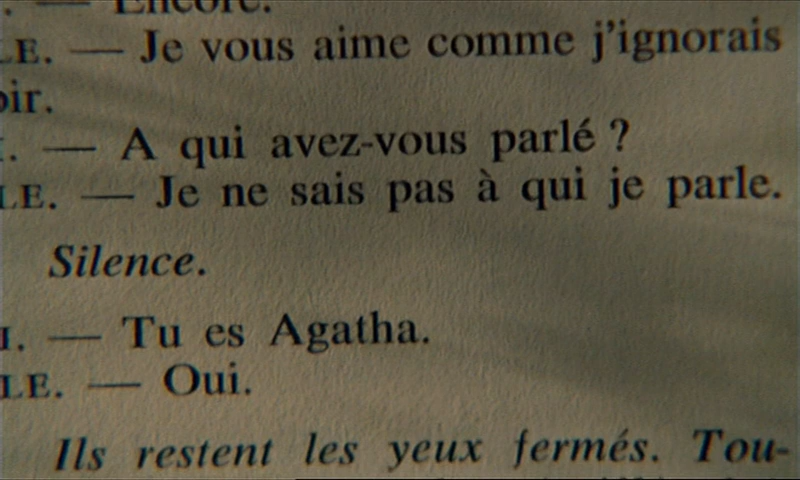 . — Encore.
LE. — Je vous aime comme j'ignorais
oir.
I. — A qui avez-vous parlé ?
LE. — Je ne sais pas à qui je parle.
Silence.
I. — Tu es Agatha.
LE. — Oui.
Ils restent les yeux fermés. Tou-